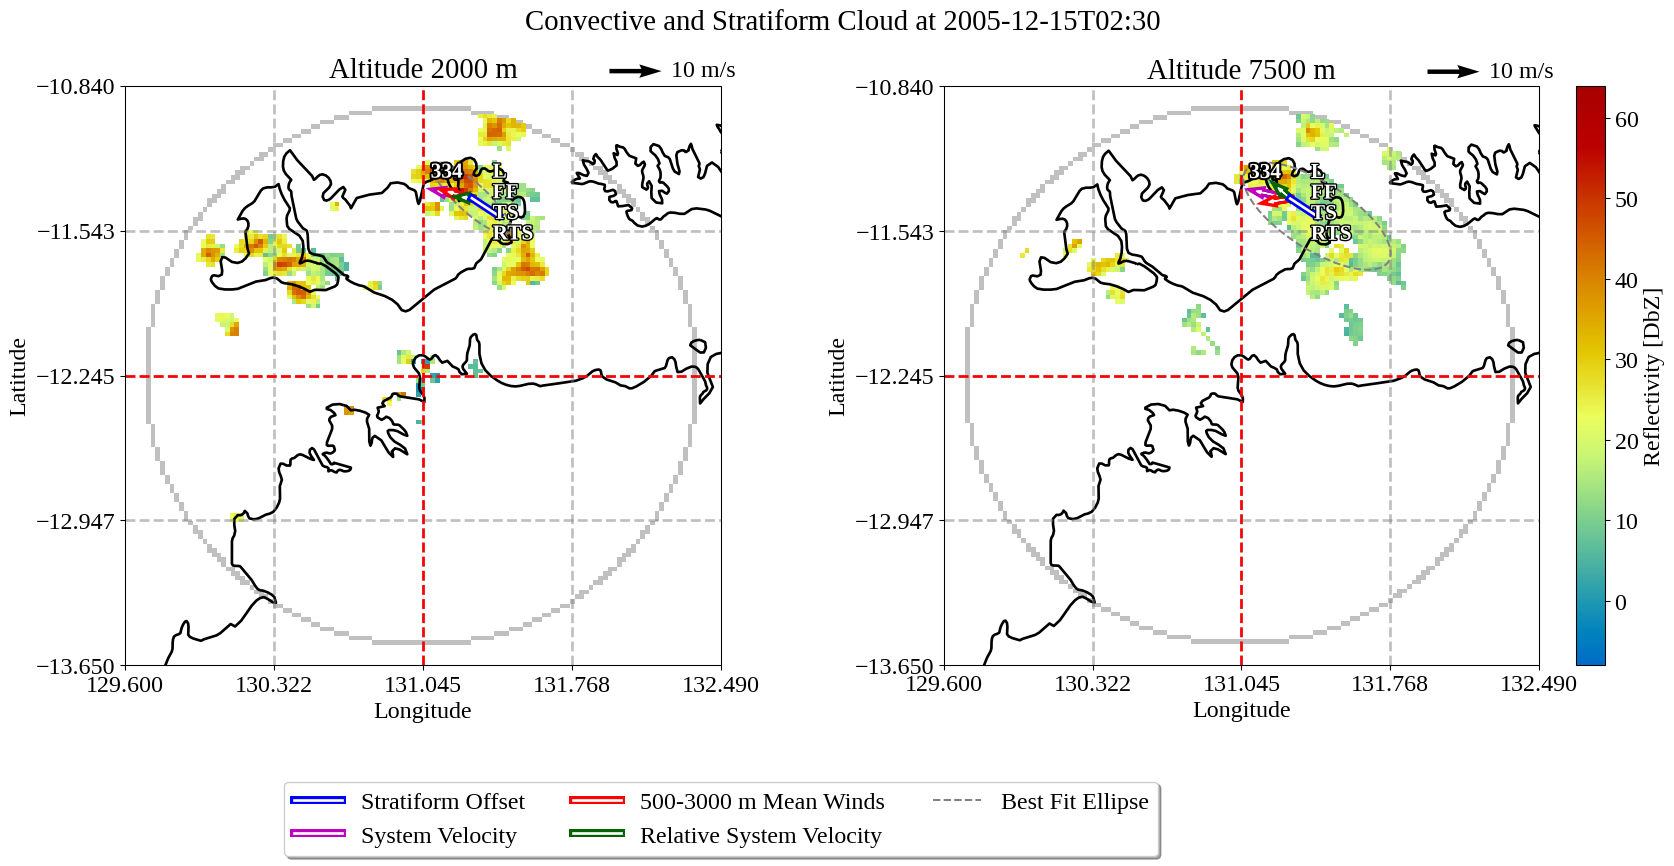 Convective and Stratiform Cloud at 2005-12-15T02:30
Altitude 2000 m
10 m/s
−10.840
−11.543
−12.245
−12.947
−13.650
129.600
130.322
131.045
131.768
132.490
Latitude
Longitude
334
L
FF
TS
RTS
Altitude 7500 m
10 m/s
−10.840
−11.543
−12.245
−12.947
−13.650
129.600
130.322
131.045
131.768
132.490
Latitude
Longitude
334
L
FF
TS
RTS
60
50
40
30
20
10
0
Reflectivity [DbZ]
Stratiform Offset
System Velocity
500-3000 m Mean Winds
Relative System Velocity
Best Fit Ellipse